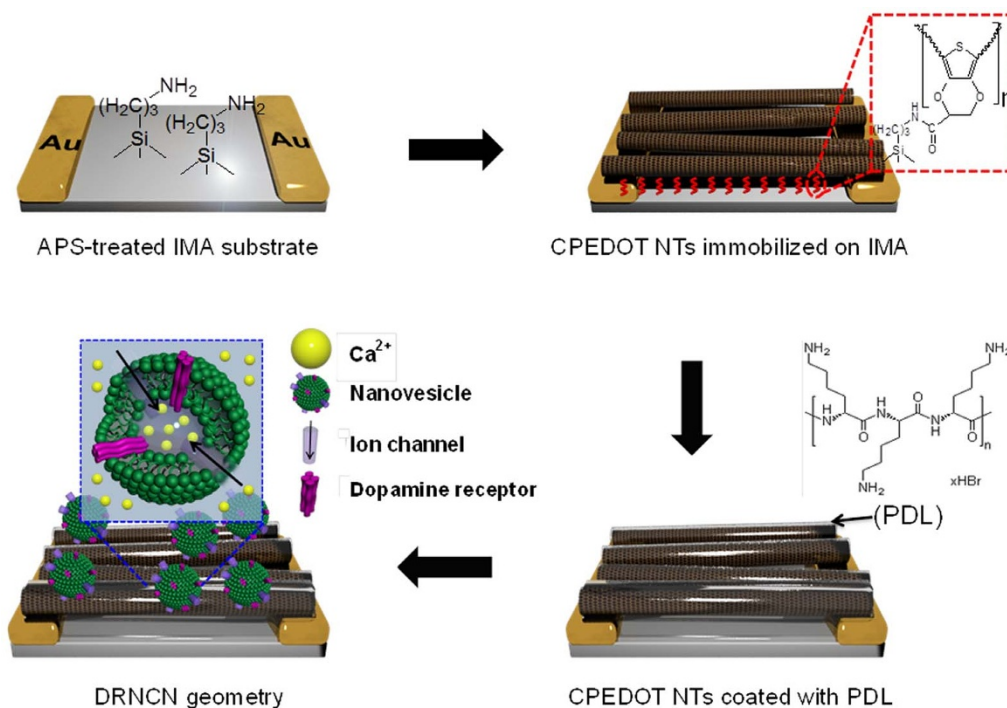 NH2
(H2C)3
Si
NH2
(H2C)3
Si
Au
Au
APS-treated IMA substrate
S
O
O
n
H
N
(H2C)3
O
Si
CPEDOT NTs immobilized on IMA
Ca2+
Nanovesicle
Ion channel
Dopamine receptor
DRNCN geometry
NH2
NH2
O
H
N
O
N
H
H
N
O
n
NH2
xHBr
(PDL)
CPEDOT NTs coated with PDL